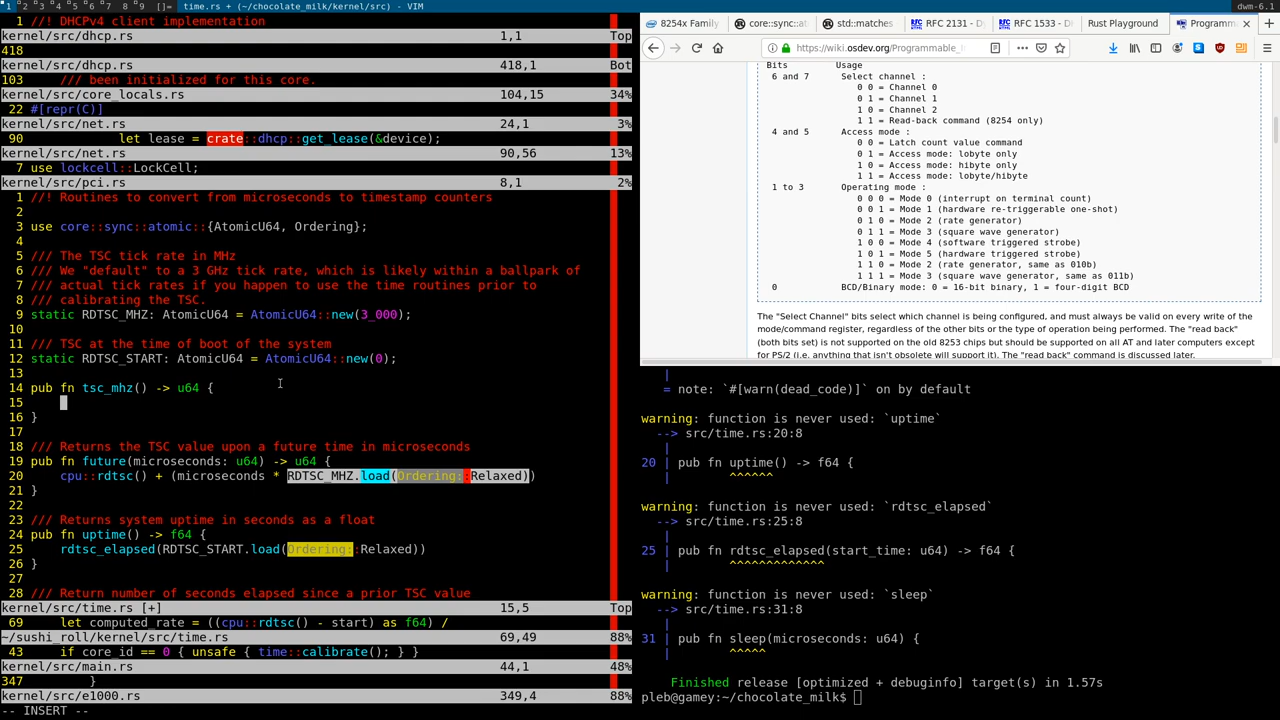 1 2 3 4 5 6 7 8 9 []= time.rs + (~/chocolate_milk/kernel/src) - VIM
dwm-6.1
1 //! DHCPv4 client implementation
kernel/src/dhcp.rs 1,1 Top
418
kernel/src/dhcp.rs 418,1 Bot
103 /// been initialized for this core.
kernel/src/core_locals.rs 104,15 34%
22 #[repr(C)]
kernel/src/net.rs 24,1 3%
90 let lease = crate::dhcp::get_lease(&device);
kernel/src/net.rs 90,56 13%
7 use lockcell::LockCell;
kernel/src/pci.rs 8,1 2%
1 //! Routines to convert from microseconds to timestamp counters
2
3 use core::sync::atomic::{AtomicU64, Ordering};
4
5 /// The TSC tick rate in MHz
6 /// We "default" to a 3 GHz tick rate, which is likely within a ballpark of
7 /// actual tick rates if you happen to use the time routines prior to
8 /// calibrating the TSC.
9 static RDTSC_MHZ: AtomicU64 = AtomicU64::new(3_000);
10
11 /// TSC at the time of boot of the system
12 static RDTSC_START: AtomicU64 = AtomicU64::new(0);
13
14 pub fn tsc_mhz() -> u64 {
15
16 }
17
18 /// Returns the TSC value upon a future time in microseconds
19 pub fn future(microseconds: u64) -> u64 {
20 cpu::rdtsc() + (microseconds * RDTSC_MHZ.load(Ordering::Relaxed))
21 }
22
23 /// Returns system uptime in seconds as a float
24 pub fn uptime() -> f64 {
25 rdtsc_elapsed(RDTSC_START.load(Ordering::Relaxed))
26 }
27
28 /// Return number of seconds elapsed since a prior TSC value
kernel/src/time.rs [+] 15,5 Top
69 let computed_rate = ((cpu::rdtsc() - start) as f64) /
~/sushi_roll/kernel/src/time.rs 69,49 88%
43 if core_id == 0 { unsafe { time::calibrate(); } }
kernel/src/main.rs 44,1 48%
347 }
kernel/src/e1000.rs 349,4 88%
-- INSERT --
8254x Family
core::sync::ato
std::matches
RFC 2131 - Dy
RFC 1533 - D
Rust Playground
Programm
https://wiki.osdev.org/Programmable_I
Bits Usage
6 and 7 Select channel :
0 0 = Channel 0
0 1 = Channel 1
1 0 = Channel 2
1 1 = Read-back command (8254 only)
4 and 5 Access mode :
0 0 = Latch count value command
0 1 = Access mode: lobyte only
1 0 = Access mode: hibyte only
1 1 = Access mode: lobyte/hibyte
1 to 3 Operating mode :
0 0 0 = Mode 0 (interrupt on terminal count)
0 0 1 = Mode 1 (hardware re-triggerable one-shot)
0 1 0 = Mode 2 (rate generator)
0 1 1 = Mode 3 (square wave generator)
1 0 0 = Mode 4 (software triggered strobe)
1 0 1 = Mode 5 (hardware triggered strobe)
1 1 0 = Mode 2 (rate generator, same as 010b)
1 1 1 = Mode 3 (square wave generator, same as 011b)
0 BCD/Binary mode: 0 = 16-bit binary, 1 = four-digit BCD
The "Select Channel" bits select which channel is being configured, and must always be valid on every write of the
mode/command register, regardless of the other bits or the type of operation being performed. The "read back"
(both bits set) is not supported on the old 8253 chips but should be supported on all AT and later computers except
for PS/2 (i.e. anything that isn't obsolete will support it). The "read back" command is discussed later.
|
= note: `#[warn(dead_code)]` on by default
warning: function is never used: `uptime`
--> src/time.rs:20:8
|
20 | pub fn uptime() -> f64 {
| ^^^^^^
warning: function is never used: `rdtsc_elapsed`
--> src/time.rs:25:8
|
25 | pub fn rdtsc_elapsed(start_time: u64) -> f64 {
| ^^^^^^^^^^^^^
warning: function is never used: `sleep`
--> src/time.rs:31:8
|
31 | pub fn sleep(microseconds: u64) {
| ^^^^^
Finished release [optimized + debuginfo] target(s) in 1.57s
pleb@gamey:~/chocolate_milk$